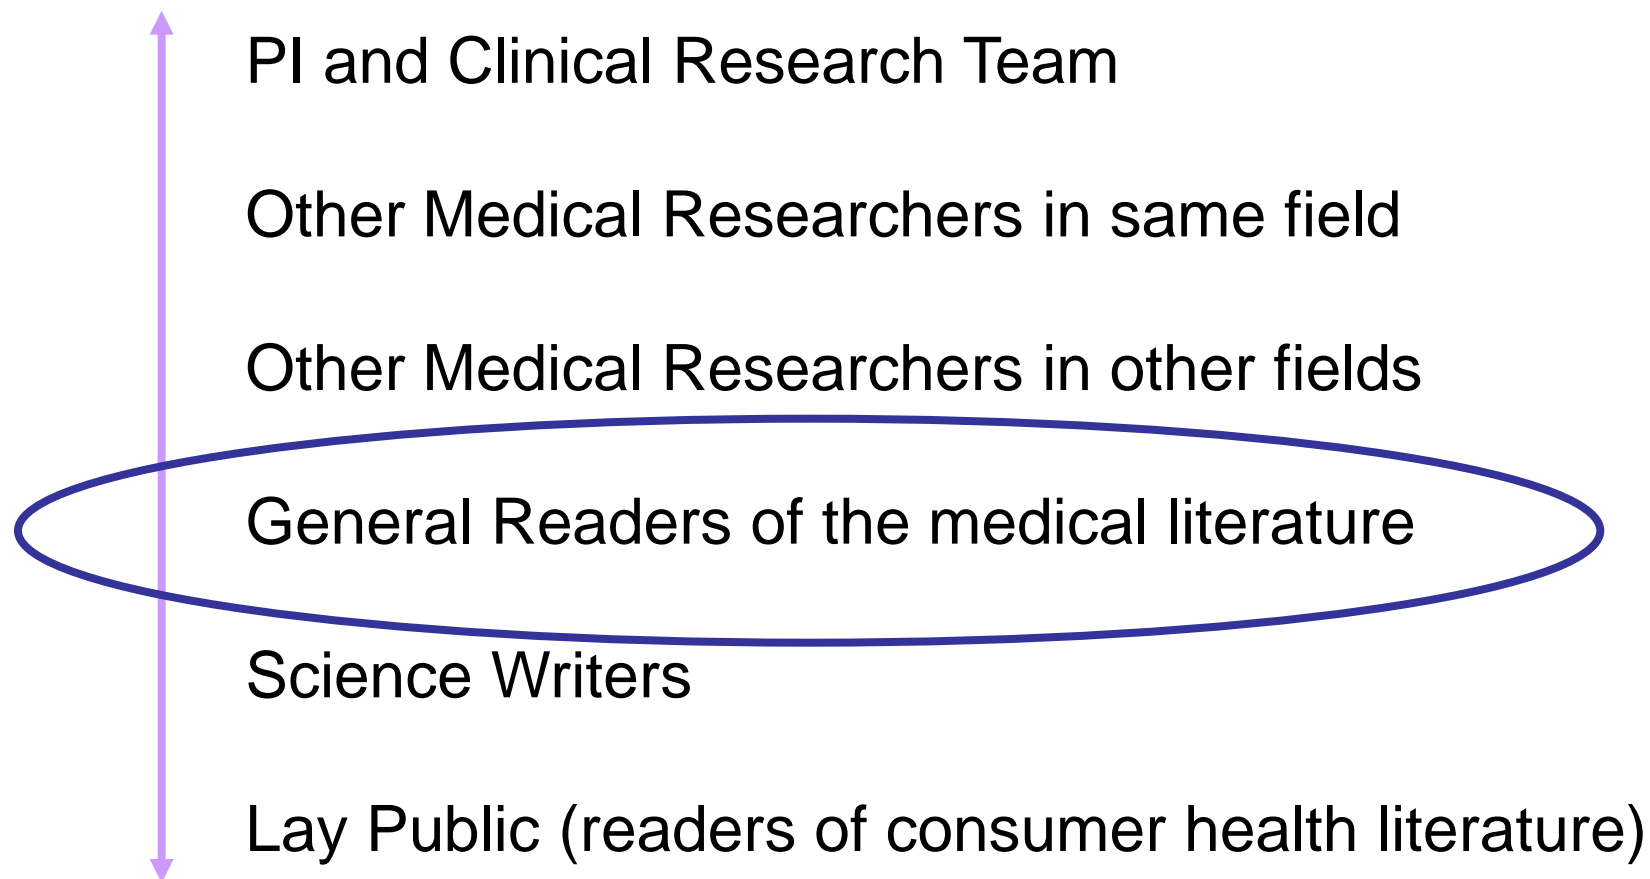 PI and Clinical Research Team
Other Medical Researchers in same field
Other Medical Researchers in other fields
General Readers of the medical literature
Science Writers
Lay Public (readers of consumer health literature)